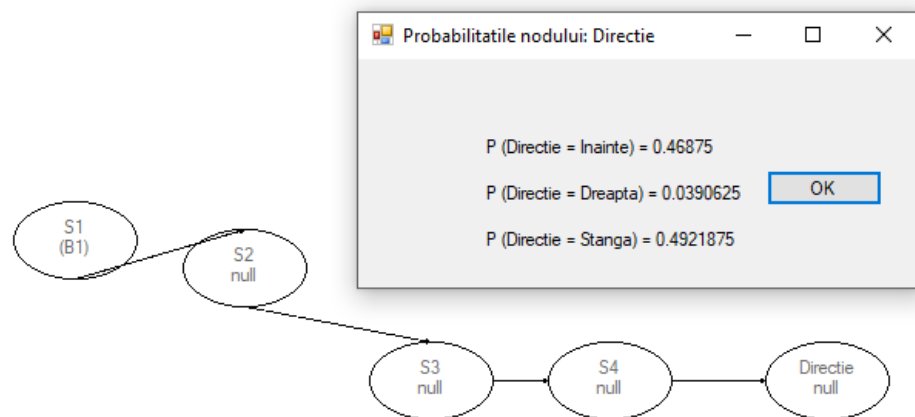 Probabilitatile nodului: Directie
P (Directie = Inainte) = 0.46875
P (Directie = Dreapta) = 0.0390625
OK
P (Directie = Stanga) = 0.4921875
S1
(B1)
S2
null
S3
null
S4
null
Directie
null